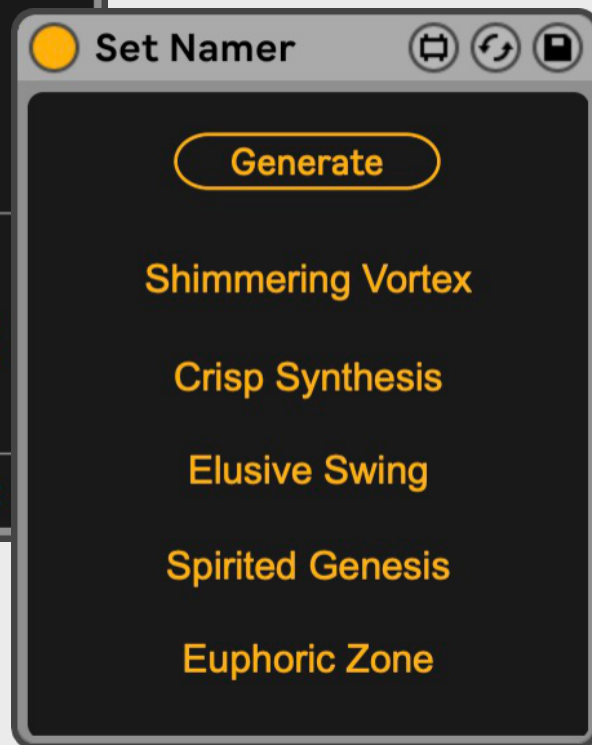 Set Namer
Generate
Shimmering Vortex
Crisp Synthesis
Elusive Swing
Spirited Genesis
Euphoric Zone